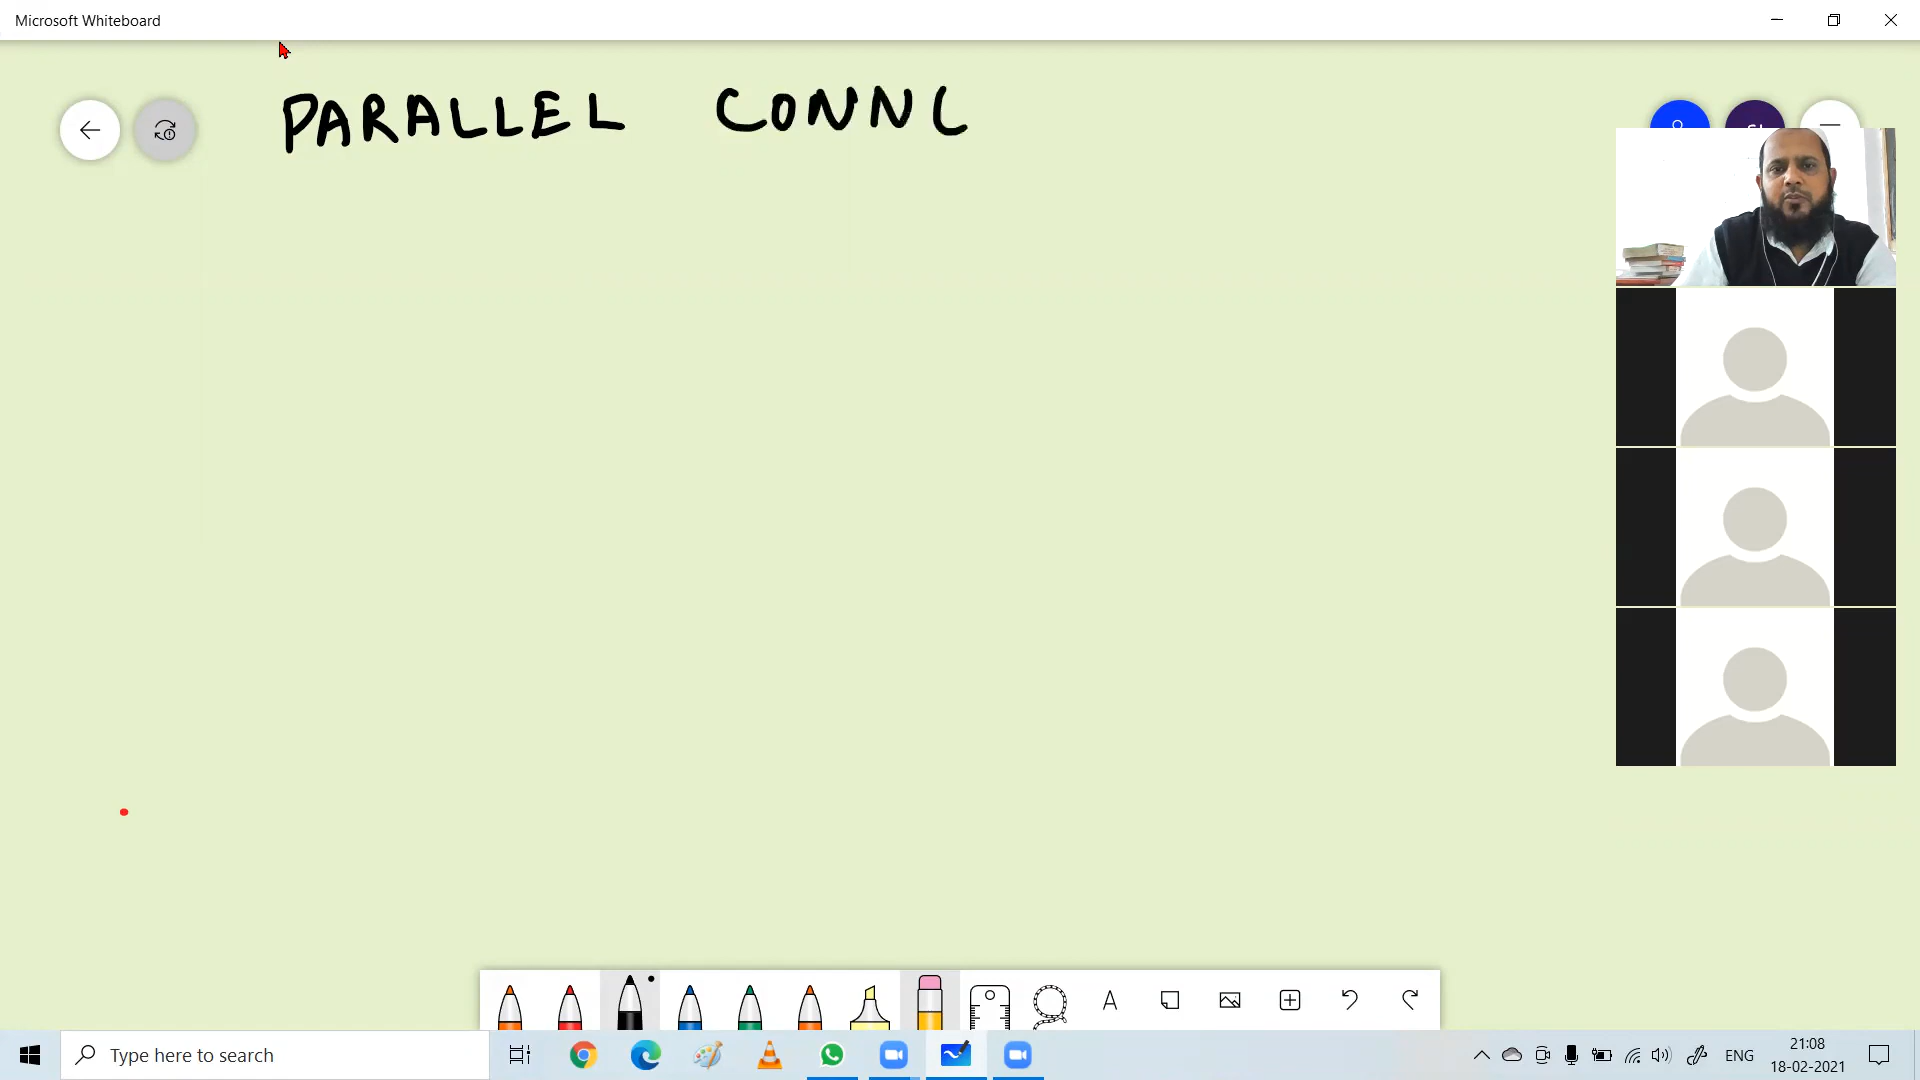 Microsoft Whiteboard
PARALLEL CONNC
Type here to search
ENG
21:08
18-02-2021